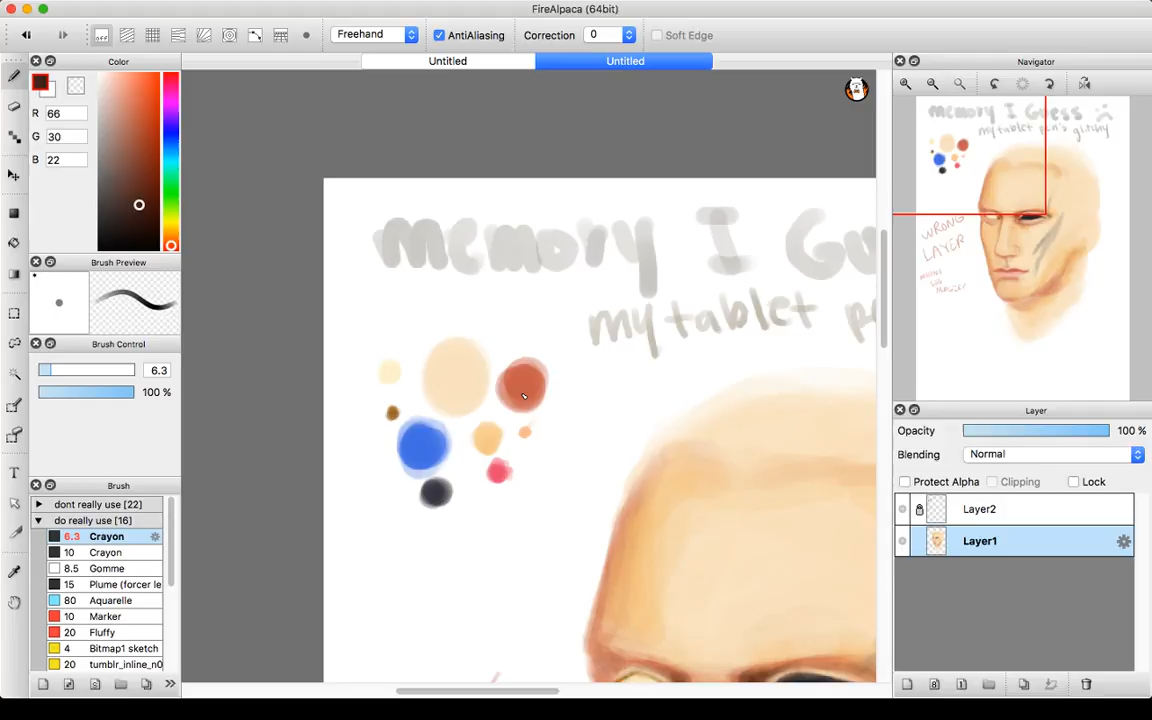 FireAlpaca (64bit)
off
Freehand
AntiAliasing
Correction
0
Soft Edge
Color
Untitled
Untitled
Navigator
R 66
G 30
B 22
memory I Guess
my tablet pen's glitchy
WRONG
LAYER
Brush Preview
memory I Gu
my tablet pe
Brush Control
6.3
100 %
Layer
Opacity 100 %
Blending Normal
Protect Alpha Clipping Lock
Layer2
Layer1
Brush
dont really use [22]
do really use [16]
6.3 Crayon
10 Crayon
8.5 Gomme
15 Plume (forcer le
80 Aquarelle
10 Marker
20 Fluffy
4 Bitmap1 sketch
20 tumblr_inline_n0